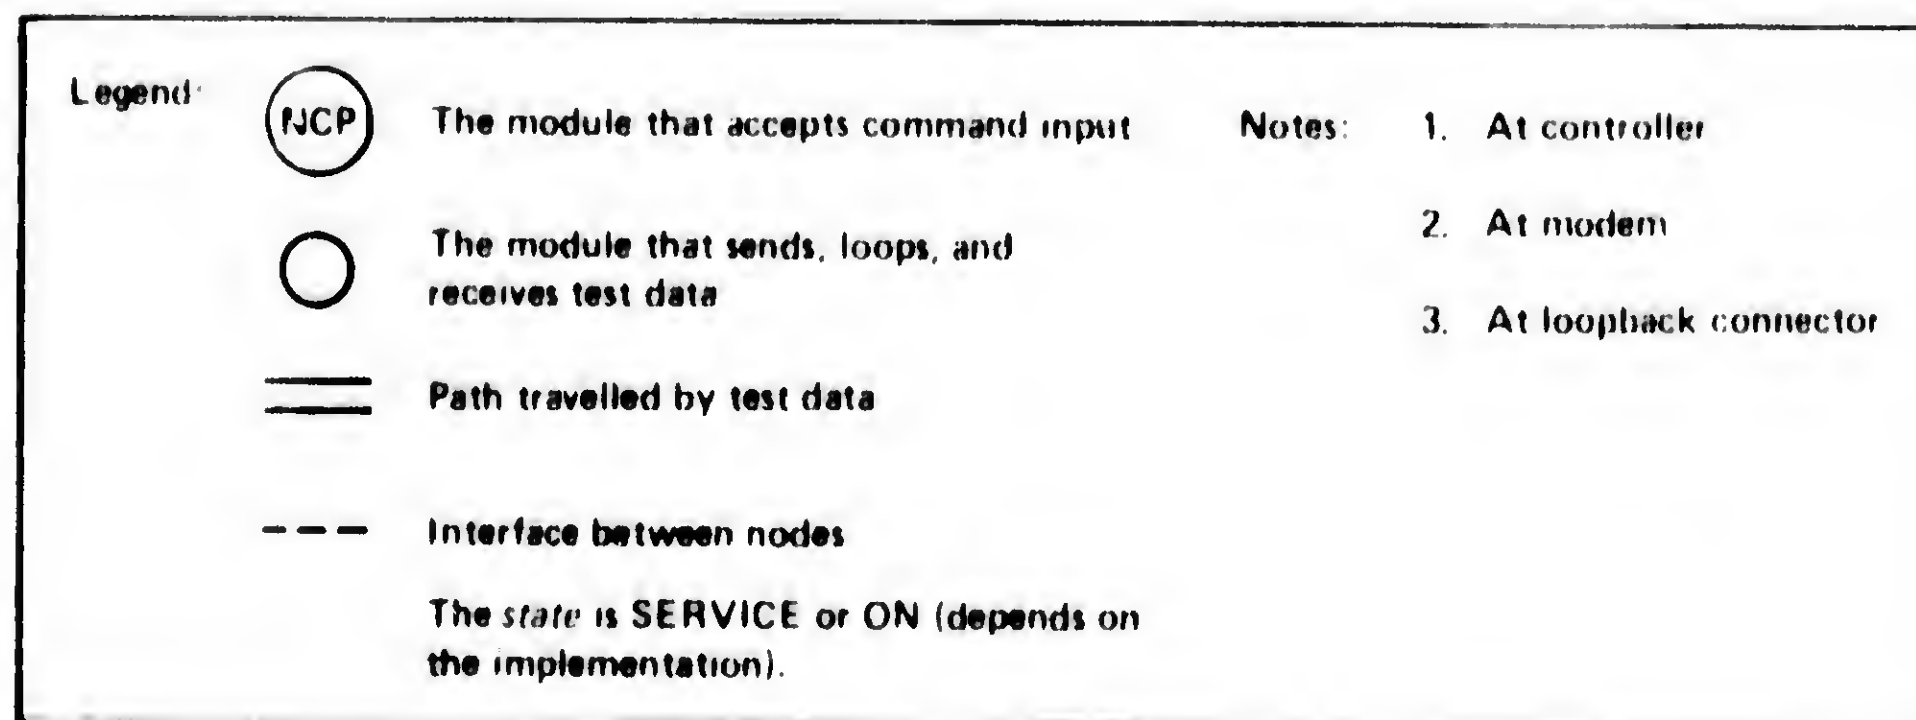 Legend:
NCP
The module that accepts command input
The module that sends, loops, and
receives test data
Path travelled by test data
Interface between nodes
The state is SERVICE or ON (depends on
the implementation).
Notes:
1. At controller
2. At modem
3. At loopback connector